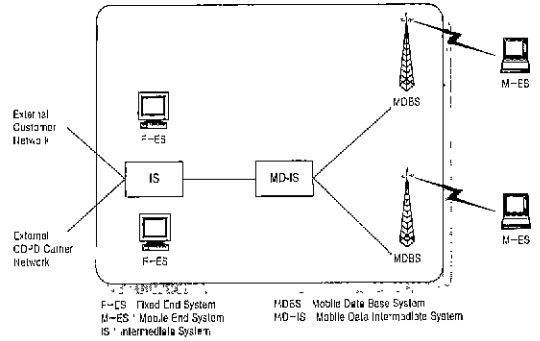 External
Customer
Network
External
CDPD Carrier
Network
F-ES
IS
F-ES
MD-IS
MDBS
MDBS
M-ES
M-ES
F-ES : Fixed End System
M-ES : Mobile End System
IS : Intermediate System
MDBS : Mobile Data Base System
MD-IS : Mobile Data Intermediate System